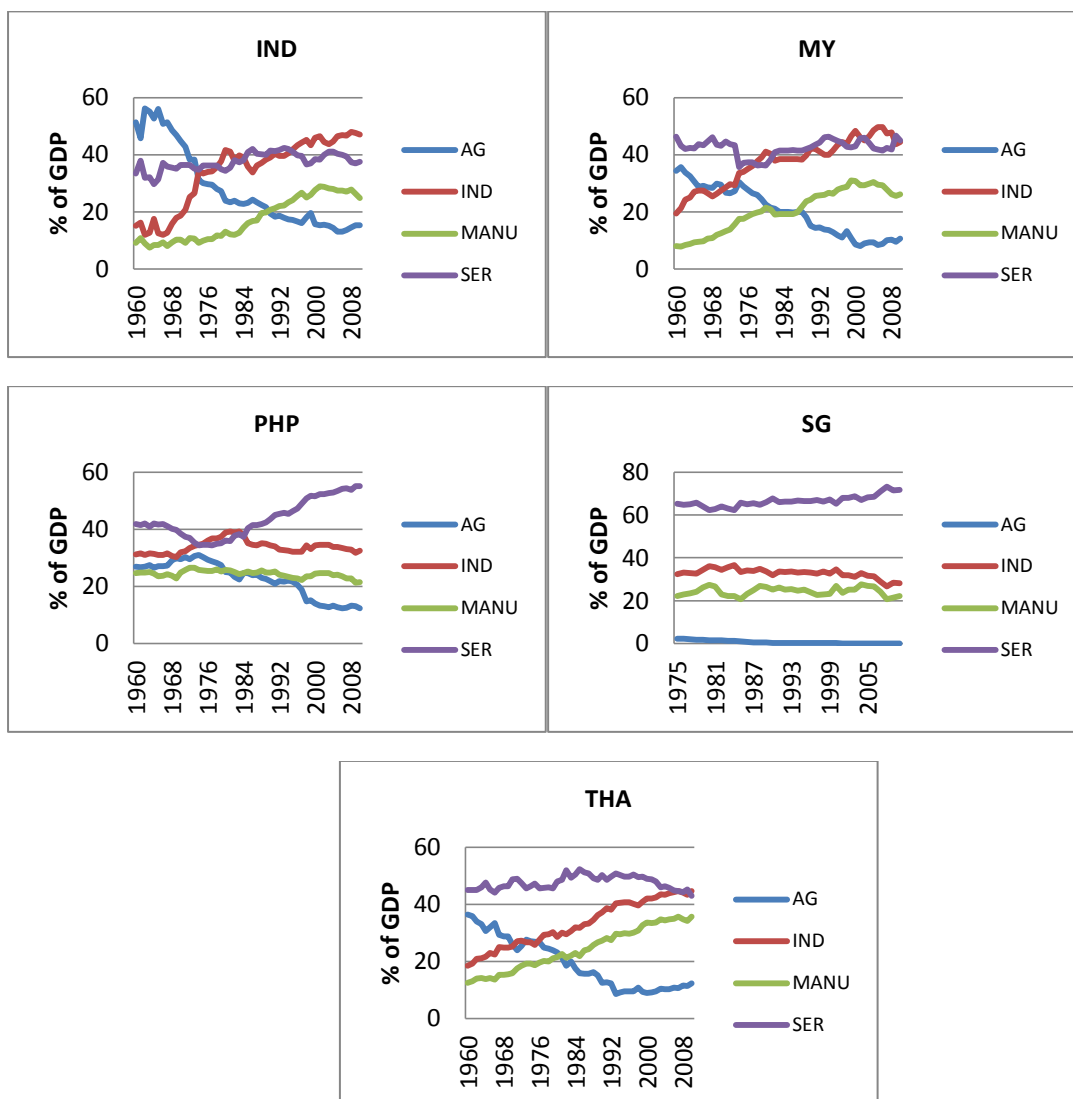 IND
% of GDP
60
40
20
0
1960
1968
1976
1984
1992
2000
2008
AG
IND
MANU
SER
MY
% of GDP
60
40
20
0
1960
1968
1976
1984
1992
2000
2008
AG
IND
MANU
SER
PHP
% of GDP
60
40
20
0
1960
1968
1976
1984
1992
2000
2008
AG
IND
MANU
SER
SG
% of GDP
80
60
40
20
0
1975
1981
1987
1993
1999
2005
AG
IND
MANU
SER
THA
% of GDP
60
40
20
0
1960
1968
1976
1984
1992
2000
2008
AG
IND
MANU
SER